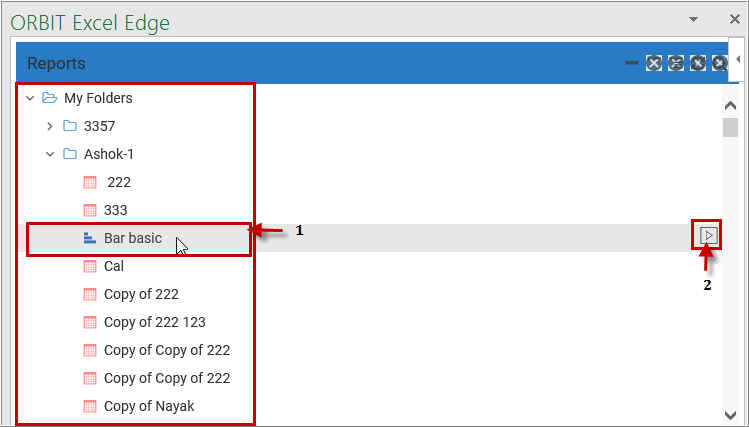 ORBIT Excel Edge
Reports
My Folders
3357
Ashok-1
222
333
Bar basic
1
2
Cal
Copy of 222
Copy of 222 123
Copy of Copy of 222
Copy of Copy of 222
Copy of Nayak